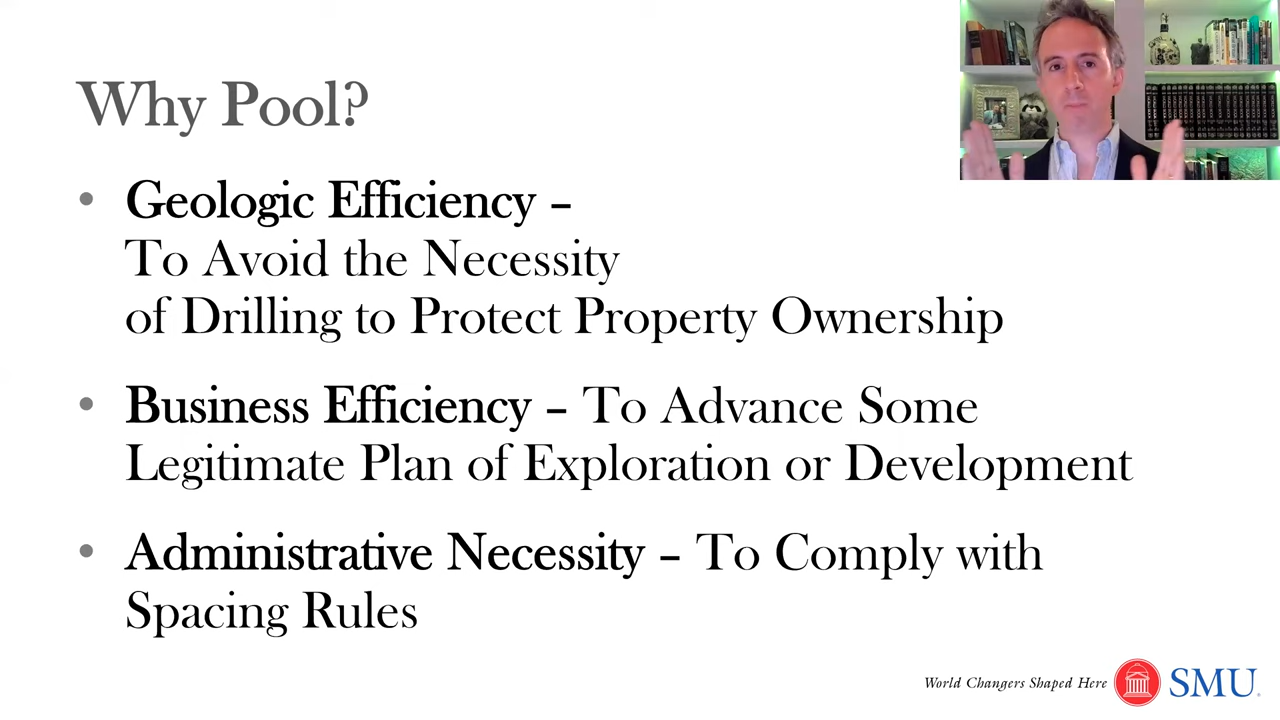 Why Pool?
• Geologic Efficiency –
To Avoid the Necessity
of Drilling to Protect Property Ownership
• Business Efficiency – To Advance Some
Legitimate Plan of Exploration or Development
• Administrative Necessity – To Comply with
Spacing Rules
World Changers Shaped Here SMU